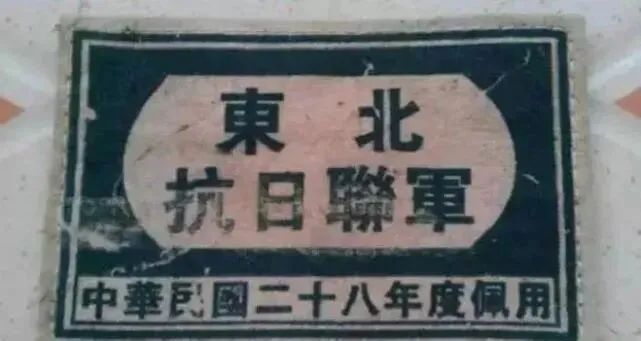 東北
抗日聯軍
中華民國二十八年度佩用